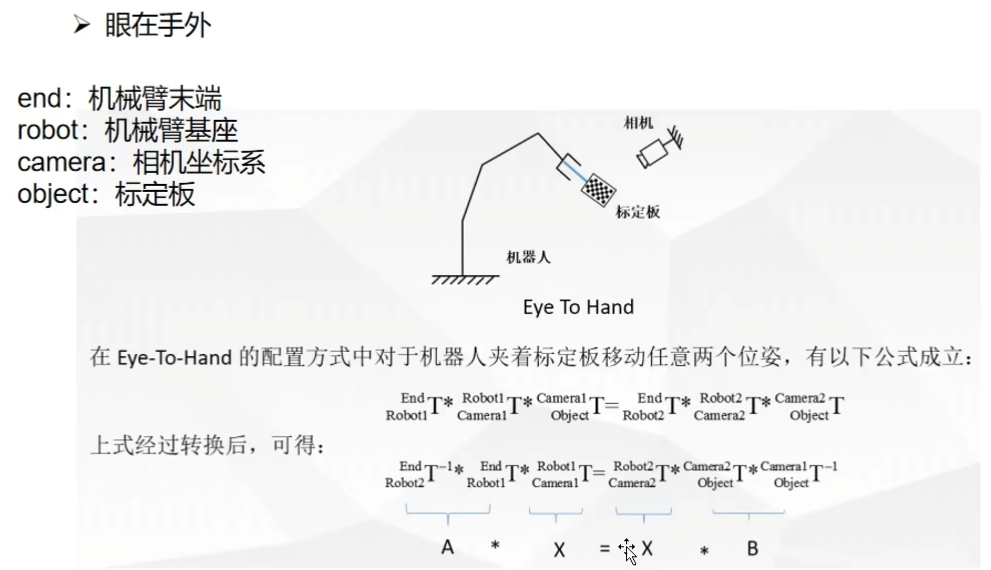 ➢ 眼在手外
end：机械臂末端
robot：机械臂基座
camera：相机坐标系
object：标定板
相机
标定板
机器人
Eye To Hand
在 Eye-To-Hand 的配置方式中对于机器人夹着标定板移动任意两个位姿，有以下公式成立：
{}^{End}_{Robot1}T* {}^{Robot1}_{Camera1}T* {}^{Camera1}_{Object}T= {}^{End}_{Robot2}T* {}^{Robot2}_{Camera2}T* {}^{Camera2}_{Object}T
上式经过转换后，可得：
{}^{End}_{Robot2}T^{-1}* {}^{End}_{Robot1}T* {}^{Robot1}_{Camera1}T= {}^{Robot2}_{Camera2}T* {}^{Camera2}_{Object}T* {}^{Camera1}_{Object}T^{-1}
A * X = X * B